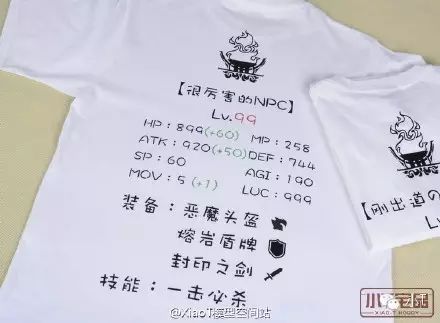 【很厉害的NPC】
Lv.99
HP：899(+60) MP：258
ATK：920(+50) DEF：744
SP：60 AGI：190
MOV：5 (+1) LUC：999
装备：恶魔头盔
熔岩盾牌
封印之剑
技能：一击必杀
【刚出道の
Lv
@XiaoT模型空间站
XIAO-T HOBBY